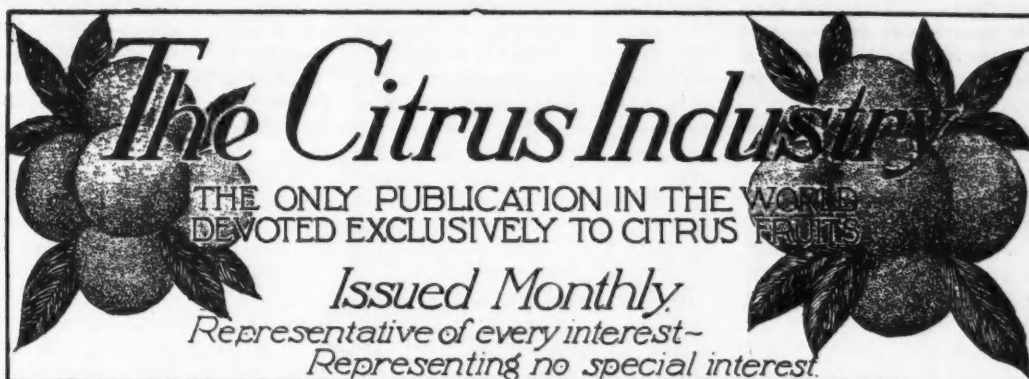 The Citrus Industry
THE ONLY PUBLICATION IN THE WORLD
DEVOTED EXCLUSIVELY TO CITRUS FRUITS
Issued Monthly.
Representative of every interest~
Representing no special interest.